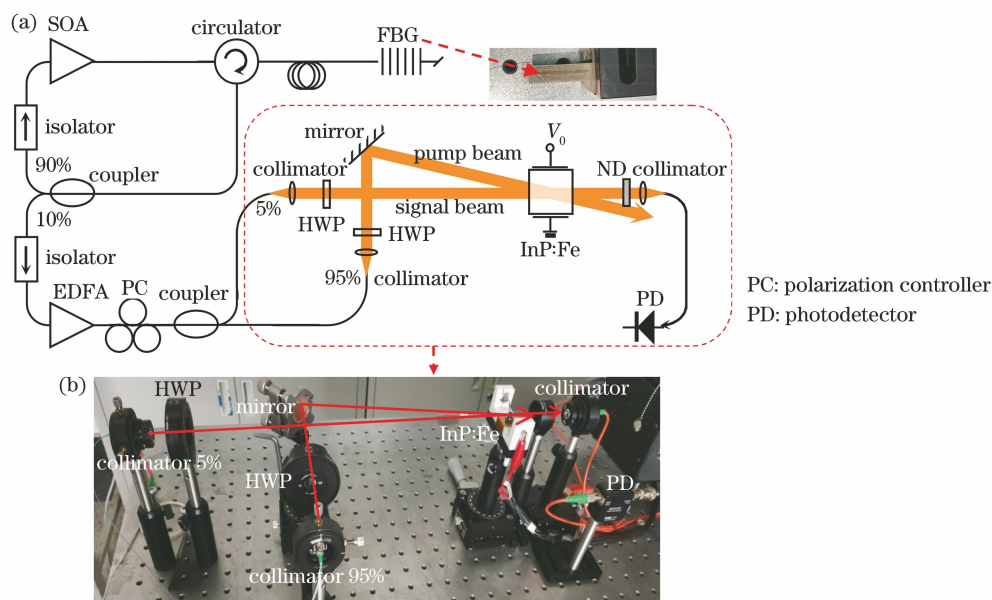 (a)
SOA
circulator
FBG
isolator
90%
coupler
10%
isolator
EDFA
PC
coupler
mirror
collimator
5%
HWP
pump beam
signal beam
HWP
95%
collimator
V0
InP:Fe
ND collimator
PD
PC: polarization controller
PD: photodetector
(b)
HWP
mirror
collimator
InP:Fe
collimator 5%
HWP
PD
collimator 95%